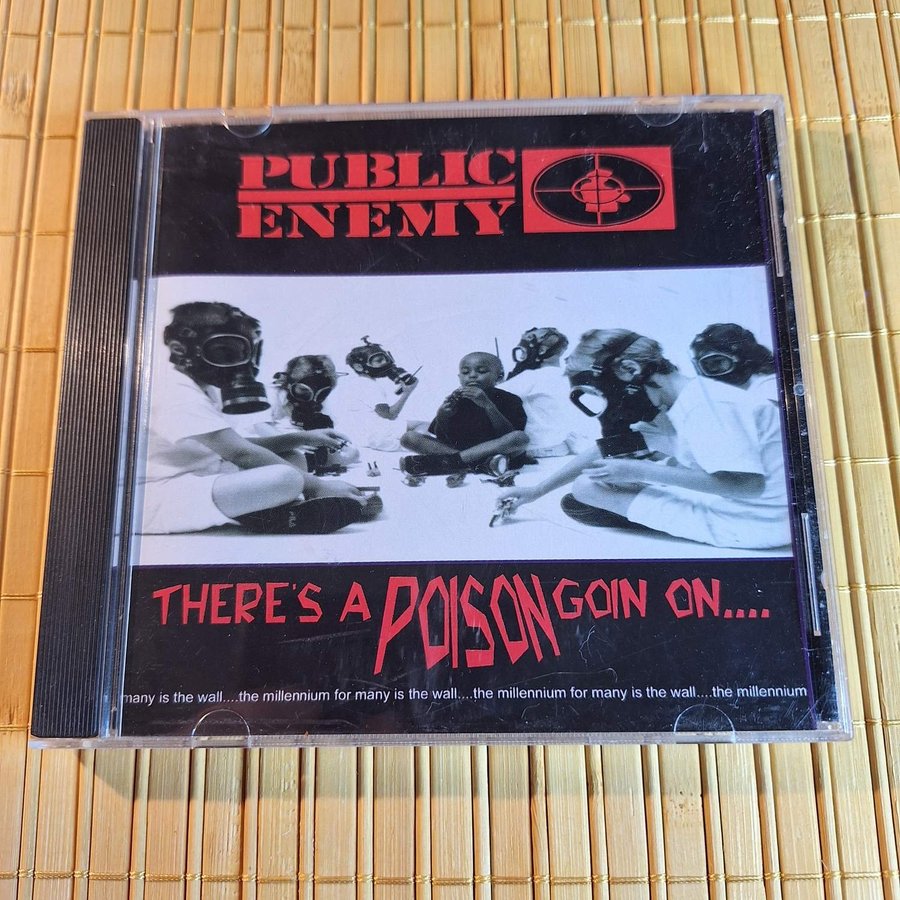 PUBLIC
ENEMY
THERE'S A POISON GOIN ON....
many is the wall....the millennium for many is the wall....the millennium for many is the wall....the millennium